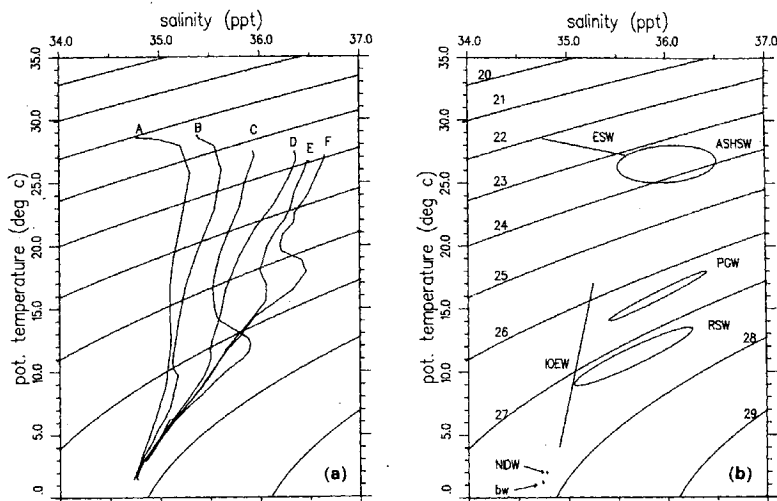 salinity (ppt)
34.0 35.0 36.0 37.0
pot. temperature (deg c)
35.0
30.0
25.0
20.0
15.0
10.0
5.0
.0
A B C D E F
(a)
salinity (ppt)
34.0 35.0 36.0 37.0
pot. temperature (deg c)
35.0
30.0
25.0
20.0
15.0
10.0
5.0
.0
20
21
22
23
24
25
26
27
28
29
ESW
ASHSW
PGW
RSW
IOEW
NIDW
bw
(b)